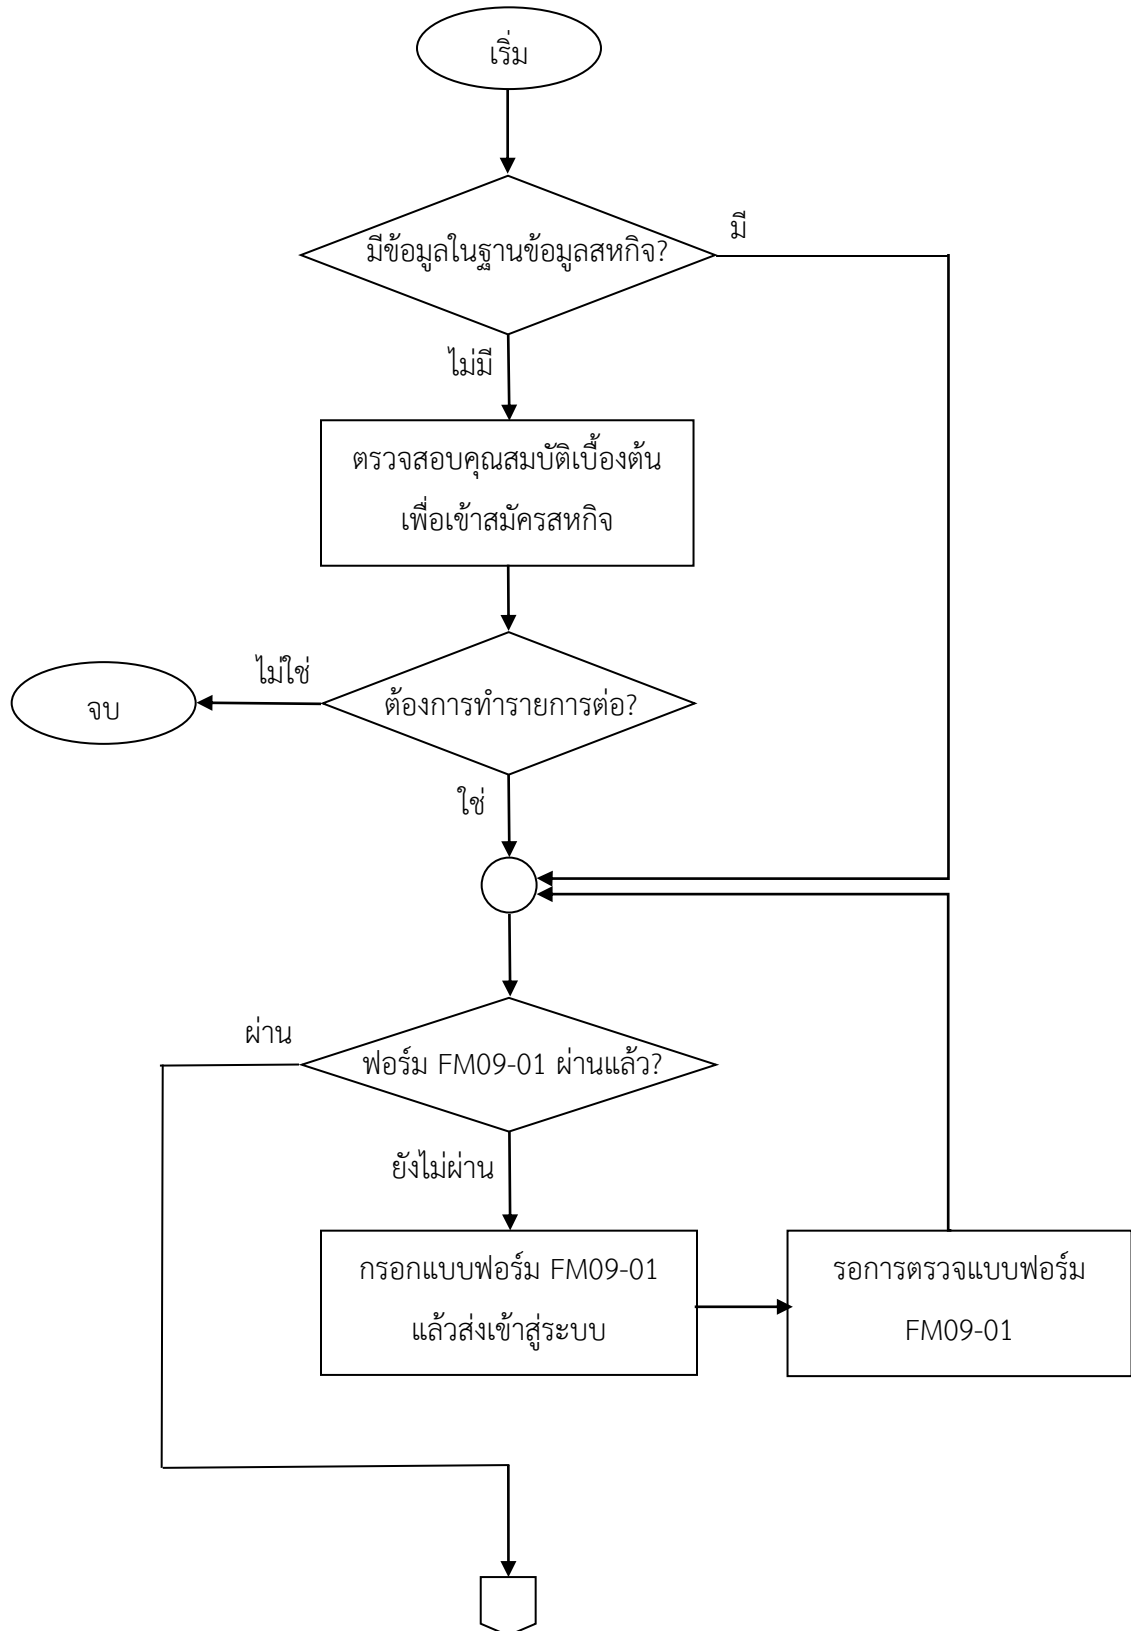 เริ่ม
มีข้อมูลในฐานข้อมูลสหกิจ?
มี
ไม่มี
ตรวจสอบคุณสมบัติเบื้องต้น
เพื่อเข้าสมัครสหกิจ
ไม่ใช่
ต้องการทำรายการต่อ?
จบ
ใช่
ผ่าน
ฟอร์ม FM09-01 ผ่านแล้ว?
ยังไม่ผ่าน
กรอกแบบฟอร์ม FM09-01
แล้วส่งเข้าสู่ระบบ
รอการตรวจแบบฟอร์ม
FM09-01